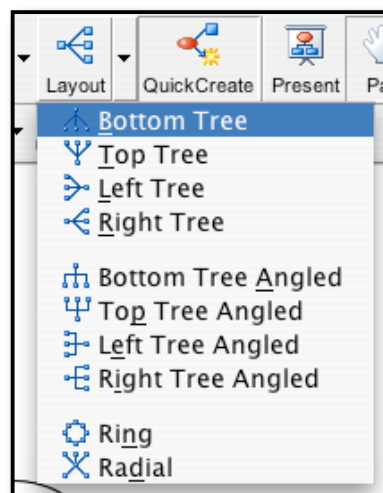 Layout QuickCreate Present
Bottom Tree
Top Tree
Left Tree
Right Tree
Bottom Tree Angled
Top Tree Angled
Left Tree Angled
Right Tree Angled
Ring
Radial